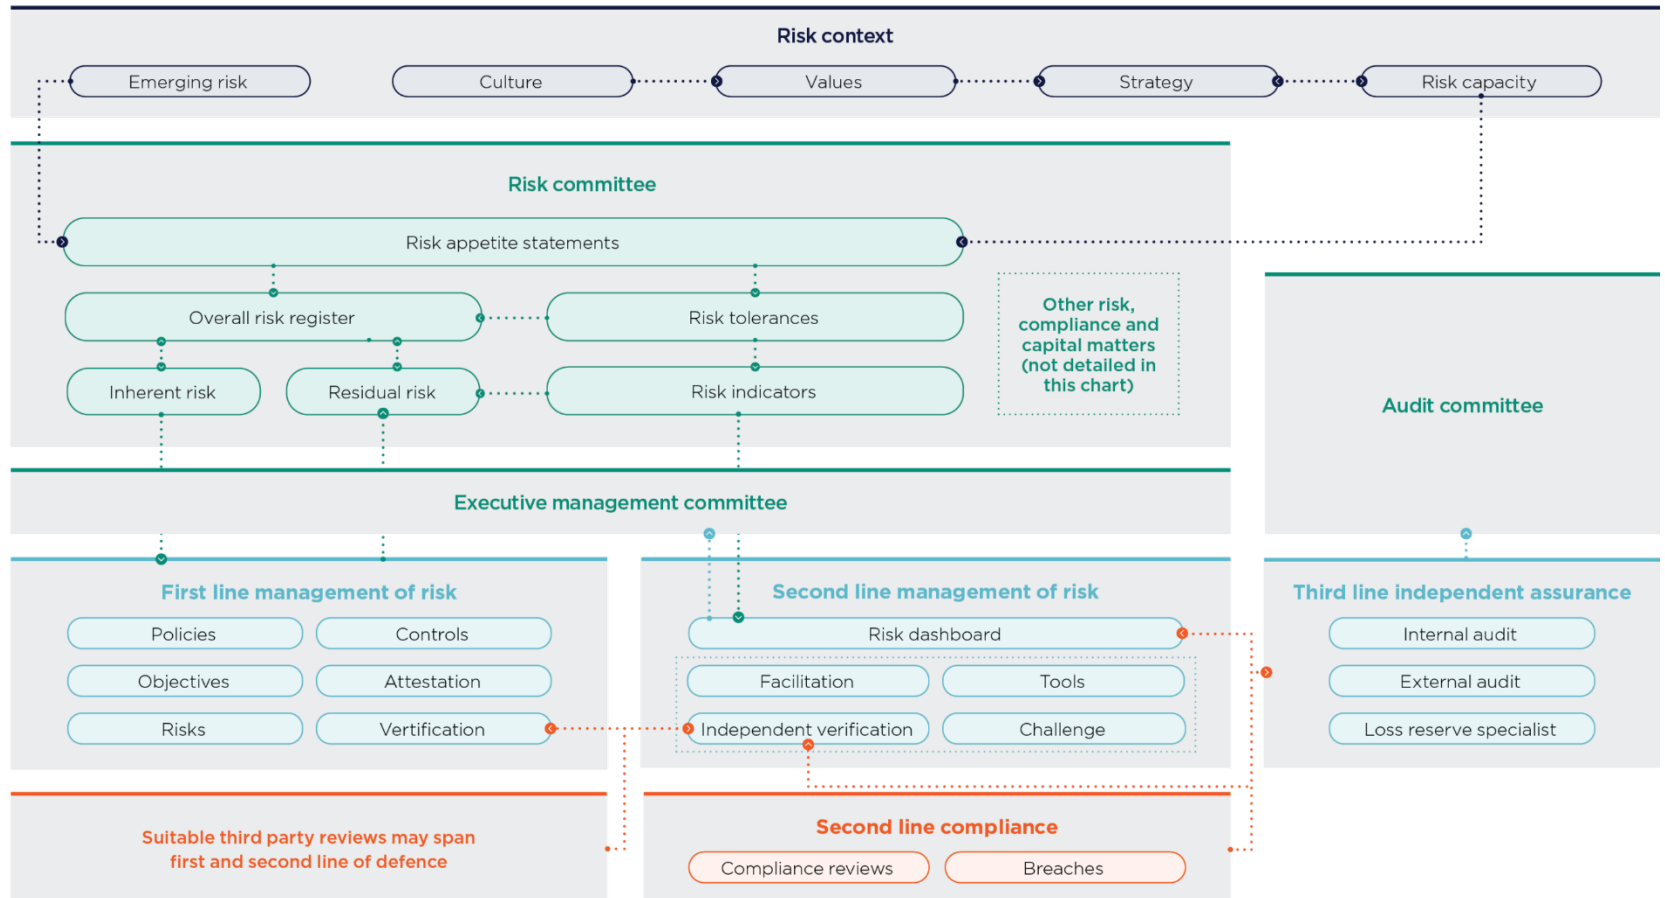 Risk context
Emerging risk
Culture
Values
Strategy
Risk capacity
Risk committee
Risk appetite statements
Overall risk register
Risk tolerances
Inherent risk
Residual risk
Risk indicators
Other risk,
compliance and
capital matters
(not detailed in
this chart)
Audit committee
Executive management committee
First line management of risk
Policies
Controls
Objectives
Attestation
Risks
Vertification
Second line management of risk
Risk dashboard
Facilitation
Tools
Independent verification
Challenge
Third line independent assurance
Internal audit
External audit
Loss reserve specialist
Suitable third party reviews may span
first and second line of defence
Second line compliance
Compliance reviews
Breaches